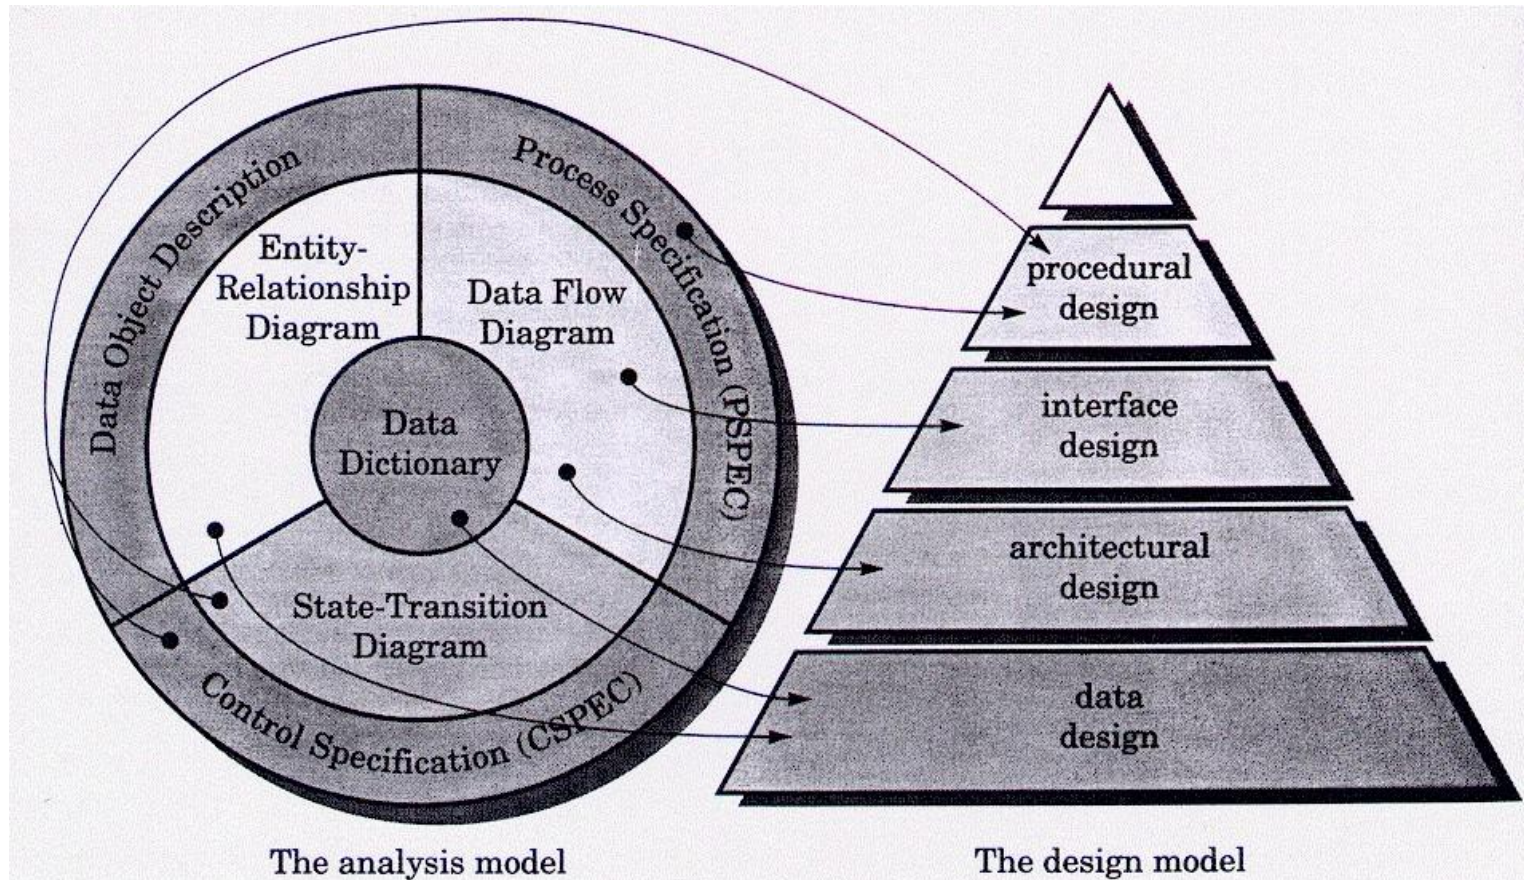 Data Object Description
Process Specification (PSPEC)
Entity-
Relationship
Diagram
Data Flow
Diagram
Data
Dictionary
State-Transition
Diagram
Control Specification (CSPEC)
The analysis model
procedural
design
interface
design
architectural
design
data
design
The design model